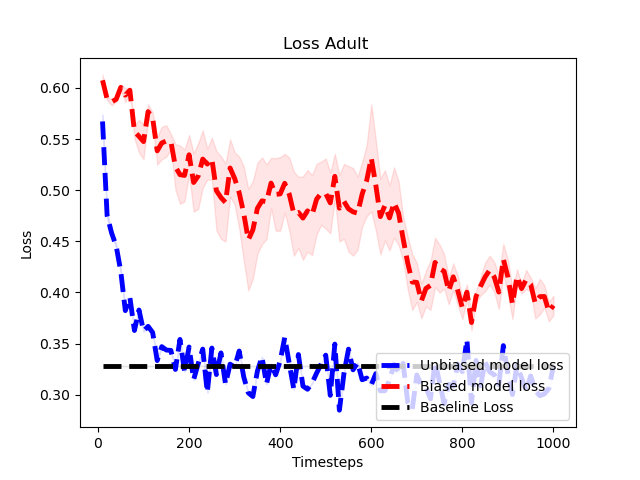 Loss Adult
0.60
0.55
0.50
0.45
0.40
0.35
0.30
Loss
Unbiased model loss
Biased model loss
Baseline Loss
0 200 400 600 800 1000
Timesteps